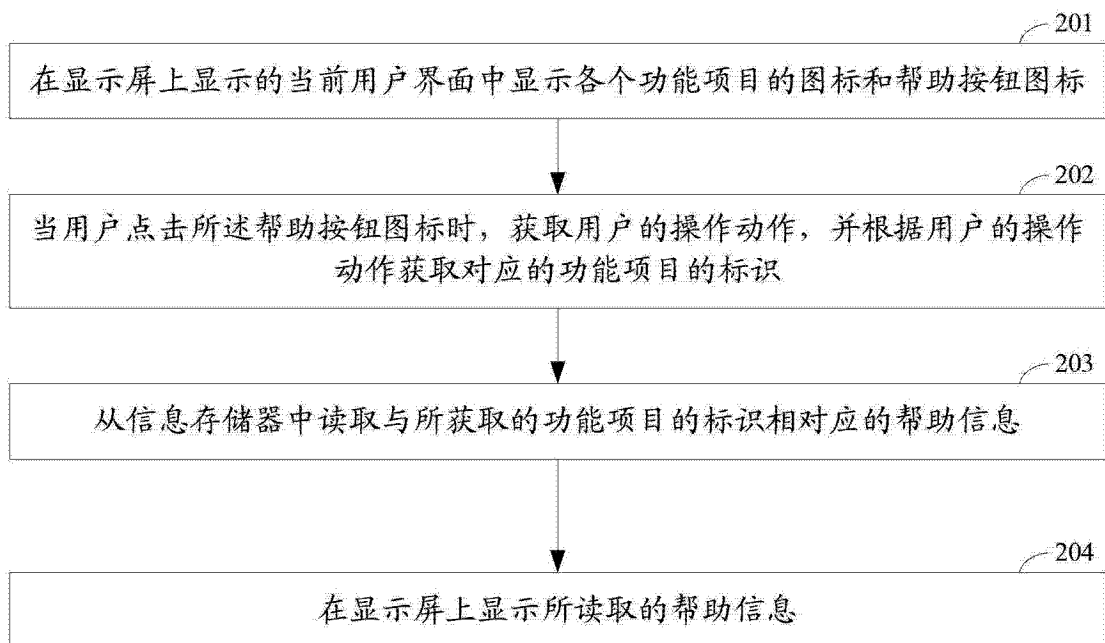 201
在显示屏上显示的当前用户界面中显示各个功能项目的图标和帮助按钮图标
202
当用户点击所述帮助按钮图标时，获取用户的操作动作，并根据用户的操作
动作获取对应的功能项目的标识
203
从信息存储器中读取与所获取的功能项目的标识相对应的帮助信息
204
在显示屏上显示所读取的帮助信息